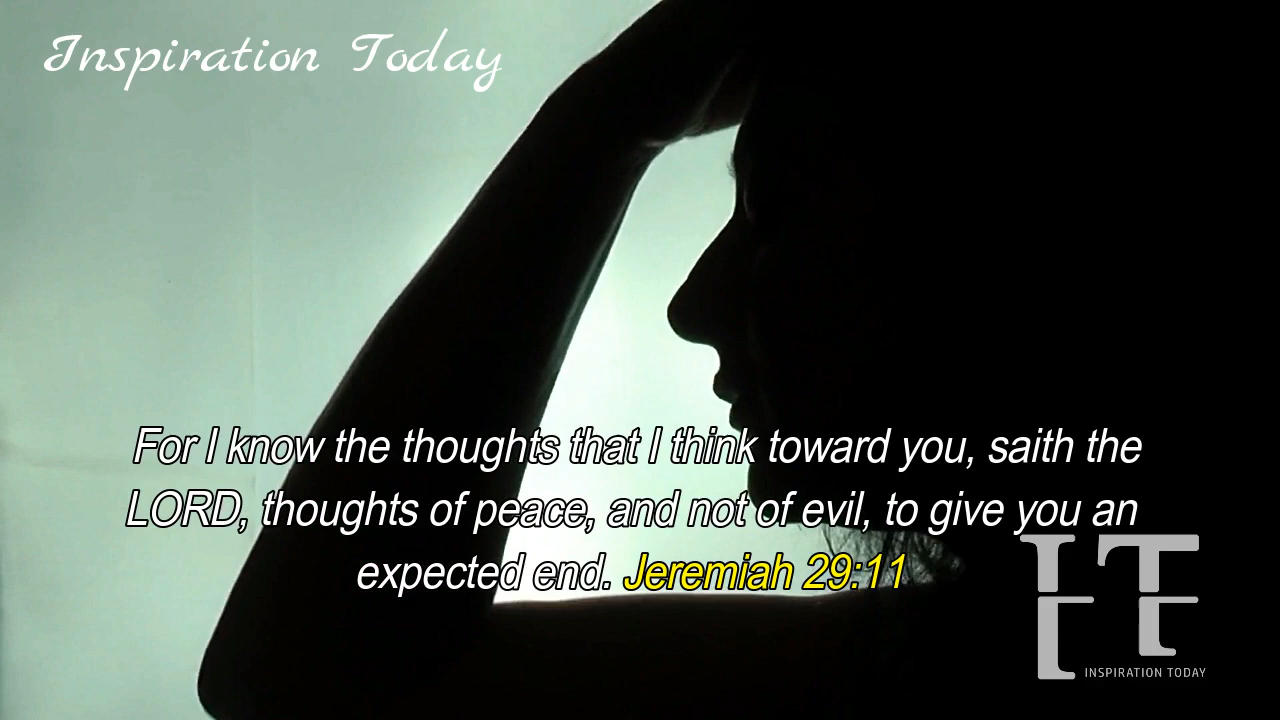 Inspiration Today
For I know the thoughts that I think toward you, saith the
LORD, thoughts of peace, and not of evil, to give you an
expected end. Jeremiah 29:11
IT
INSPIRATION TODAY